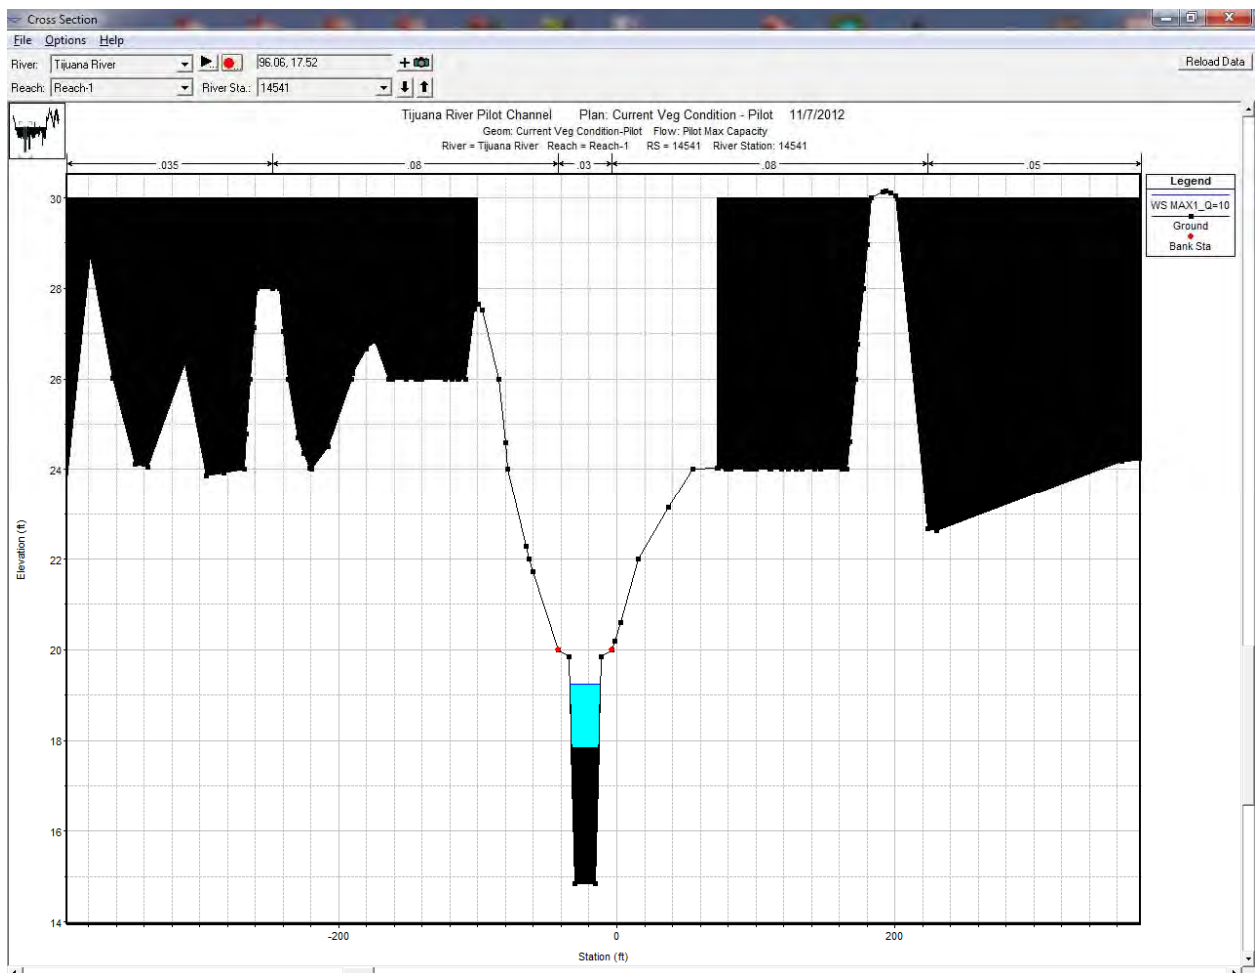 Cross Section
File Options Help
River: Tijuana River 96.06, 17.52 Reload Data
Reach: Reach-1 River Sta.: 14541
Tijuana River Pilot Channel Plan: Current Veg Condition - Pilot 11/7/2012
Geom: Current Veg Condition-Pilot Flow: Pilot Max Capacity
River = Tijuana River Reach = Reach-1 RS = 14541 River Station: 14541
.035 .08 .03 .08 .05
Legend
WS MAX1_Q=10
Ground
Bank Sta
30
28
26
24
22
20
18
16
14
Elevation (ft)
-200 0 200
Station (ft)